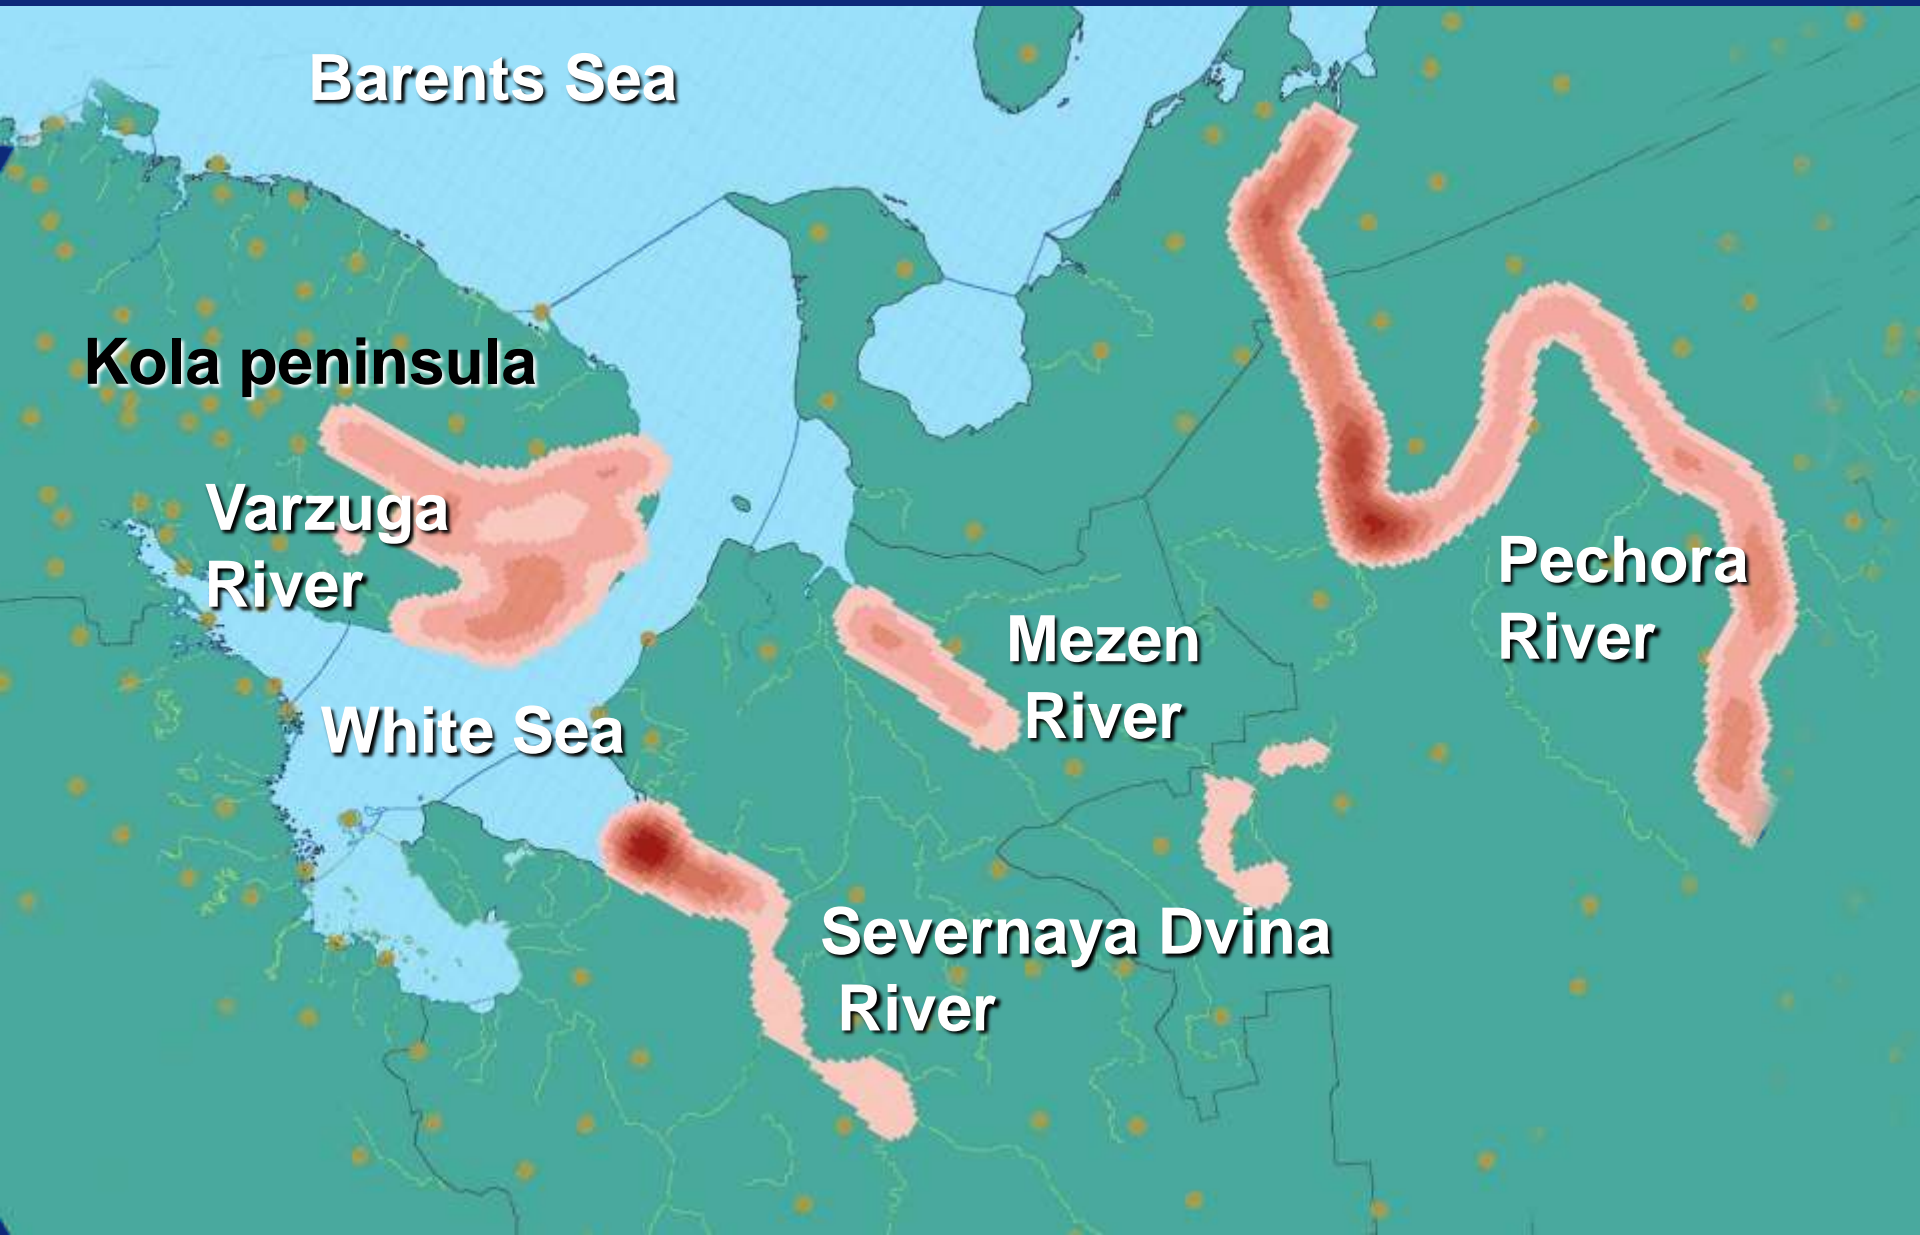 Barents Sea
Kola peninsula
Varzuga
River
Pechora
River
Mezen
River
White Sea
Severnaya Dvina
River